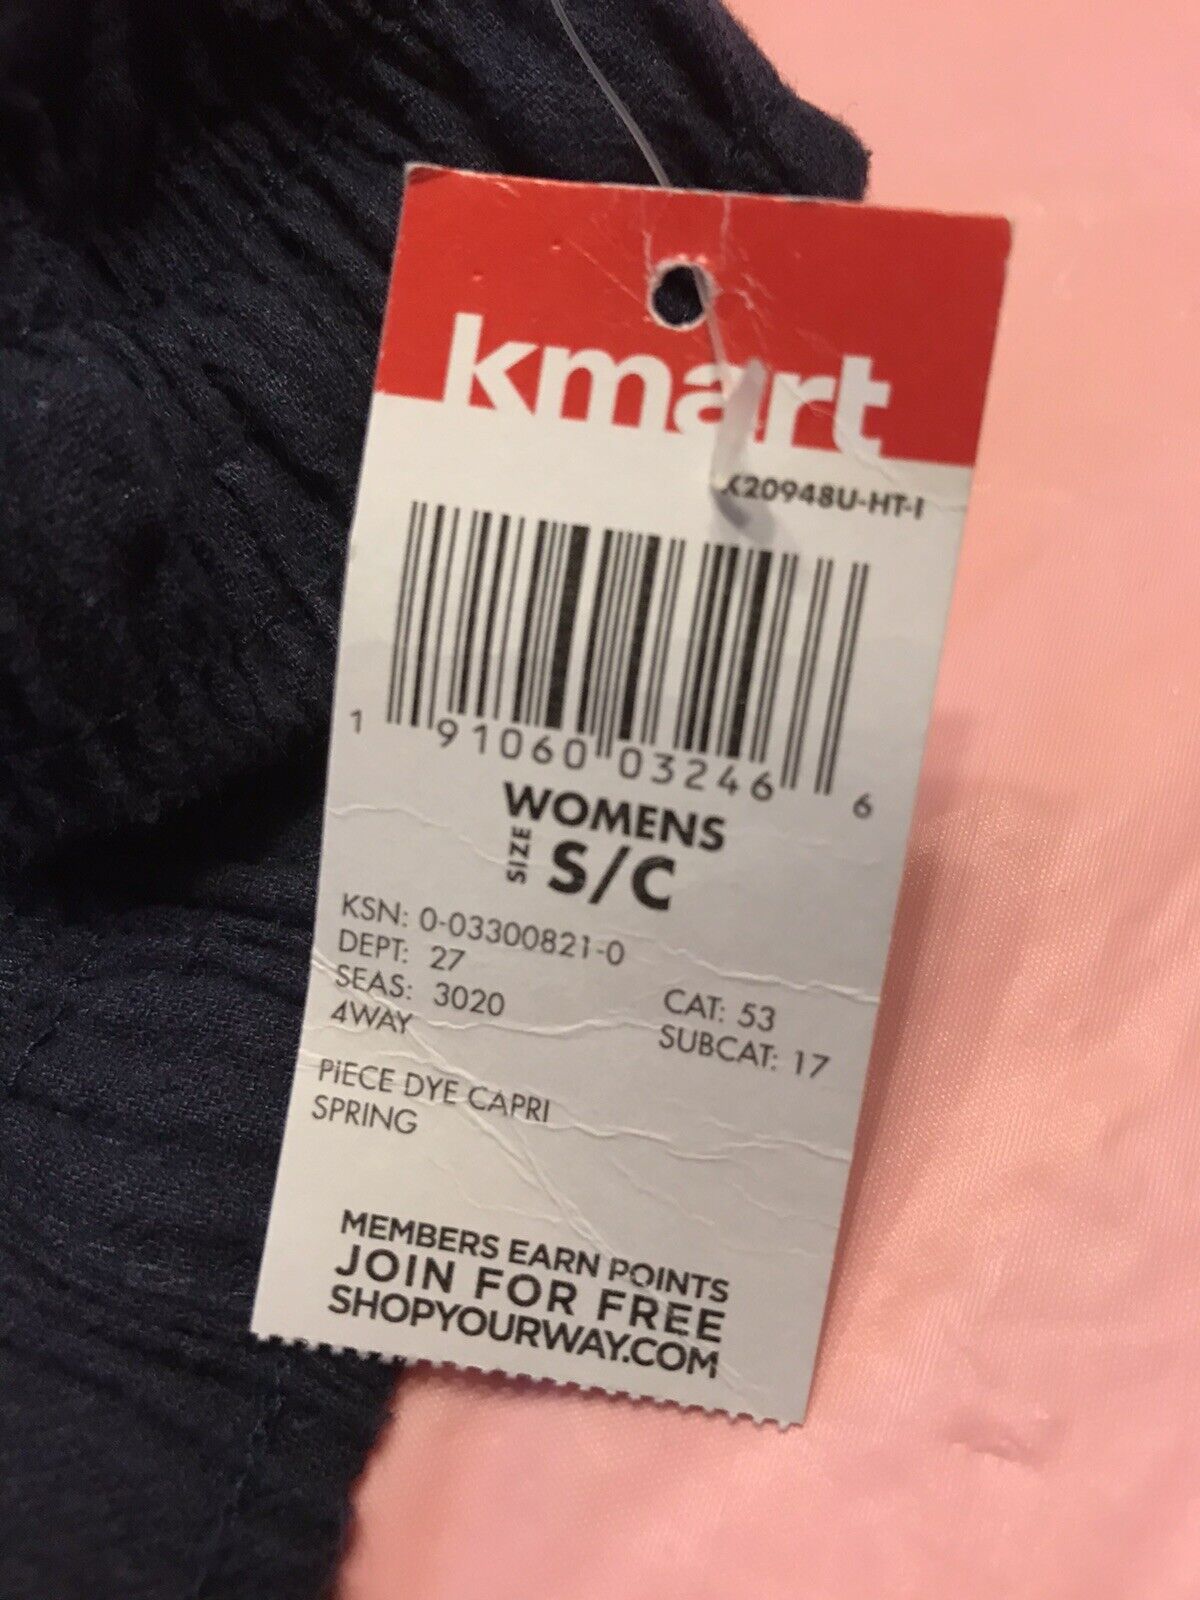 kmart
K20948U-HT-I
1 91060 03246 6
WOMENS
SIZE S/C
KSN: 0-03300821-0
DEPT: 27
SEAS: 3020 CAT: 53
4WAY SUBCAT: 17
PIECE DYE CAPRI
SPRING
MEMBERS EARN POINTS
JOIN FOR FREE
SHOPYOURWAY.COM